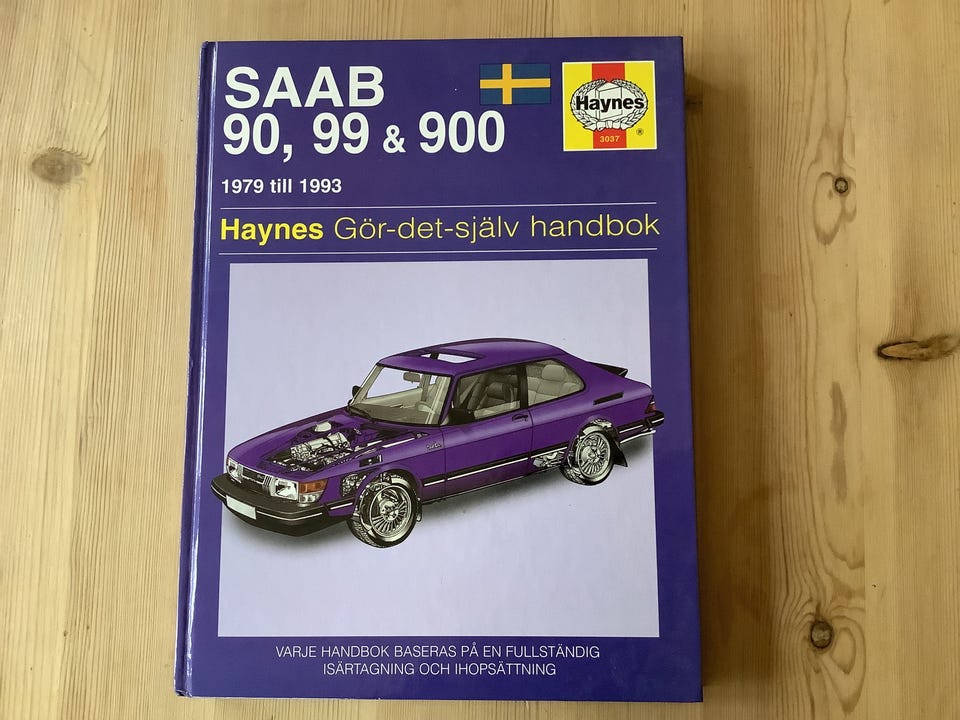 SAAB
90, 99 & 900
Haynes
®
3037
1979 till 1993
Haynes Gör-det-själv handbok
VARJE HANDBOK BASERAS PÅ EN FULLSTÄNDIG
ISÄRTAGNING OCH IHOPSÄTTNING